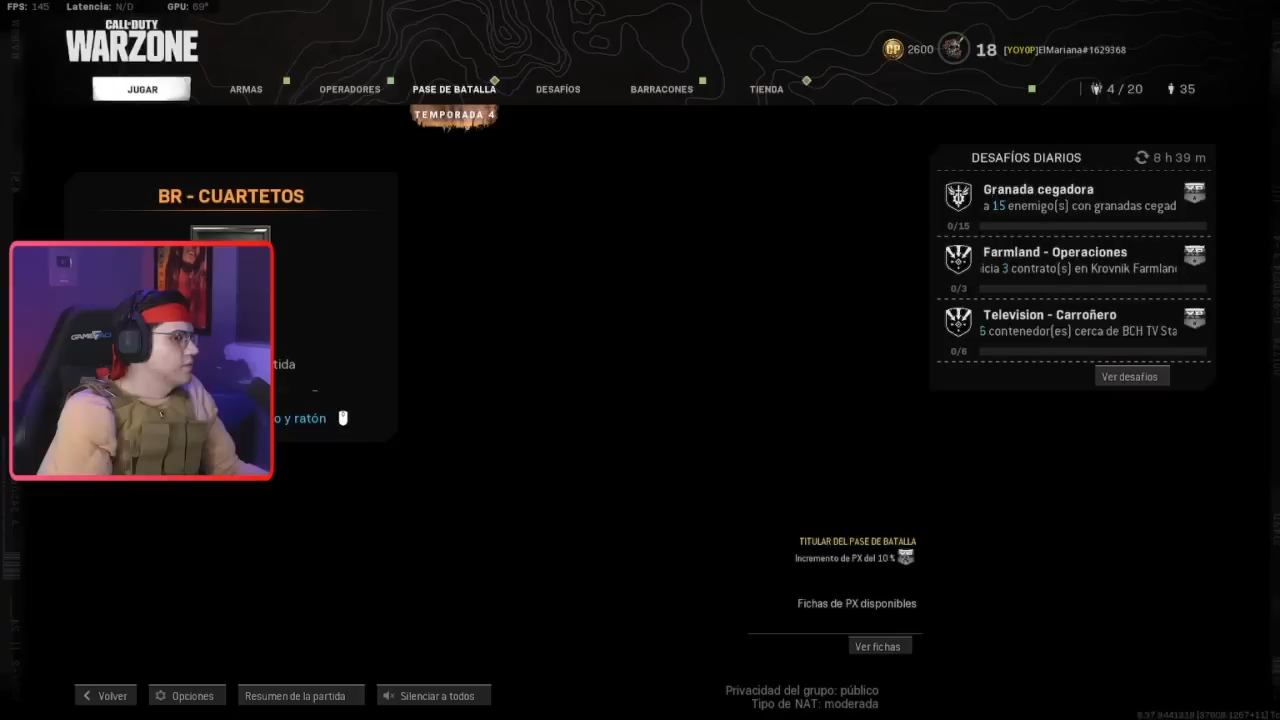 FPS: 145 Latencia: N/D GPU: 69°
CALL OF DUTY
WARZONE
CP 2600 18 [YOY0P]ElMariana#1629368
JUGAR ARMAS OPERADORES PASE DE BATALLA DESAFÍOS BARRACONES TIENDA 4 / 20 35
TEMPORADA 4
BR - CUARTETOS
tida
o y ratón
DESAFÍOS DIARIOS 8 h 39 m
Granada cegadora
a 15 enemigo(s) con granadas cegad
0/15
Farmland - Operaciones
icia 3 contrato(s) en Krovnik Farmland
0/3
Television - Carroñero
6 contenedor(es) cerca de BCH TV Sta
0/6
Ver desafíos
TITULAR DEL PASE DE BATALLA
Incremento de PX del 10 %
Fichas de PX disponibles
Ver fichas
Volver Opciones Resumen de la partida Silenciar a todos
Privacidad del grupo: público
Tipo de NAT: moderada